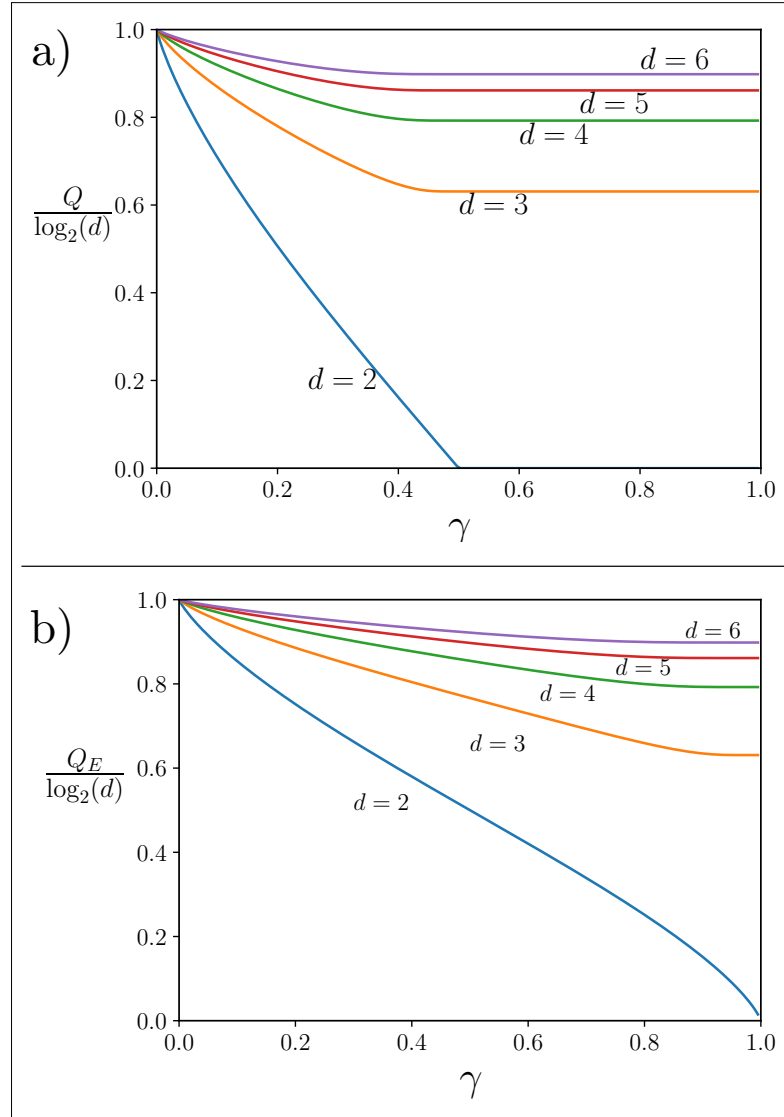 a)
1.0
0.8
0.6
0.4
0.2
0.0
Q
log₂(d)
d = 6
d = 5
d = 4
d = 3
d = 2
0.0 0.2 0.4 0.6 0.8 1.0
γ
b)
1.0
0.8
0.6
0.4
0.2
0.0
Q_E
log₂(d)
d = 6
d = 5
d = 4
d = 3
d = 2
0.0 0.2 0.4 0.6 0.8 1.0
γ